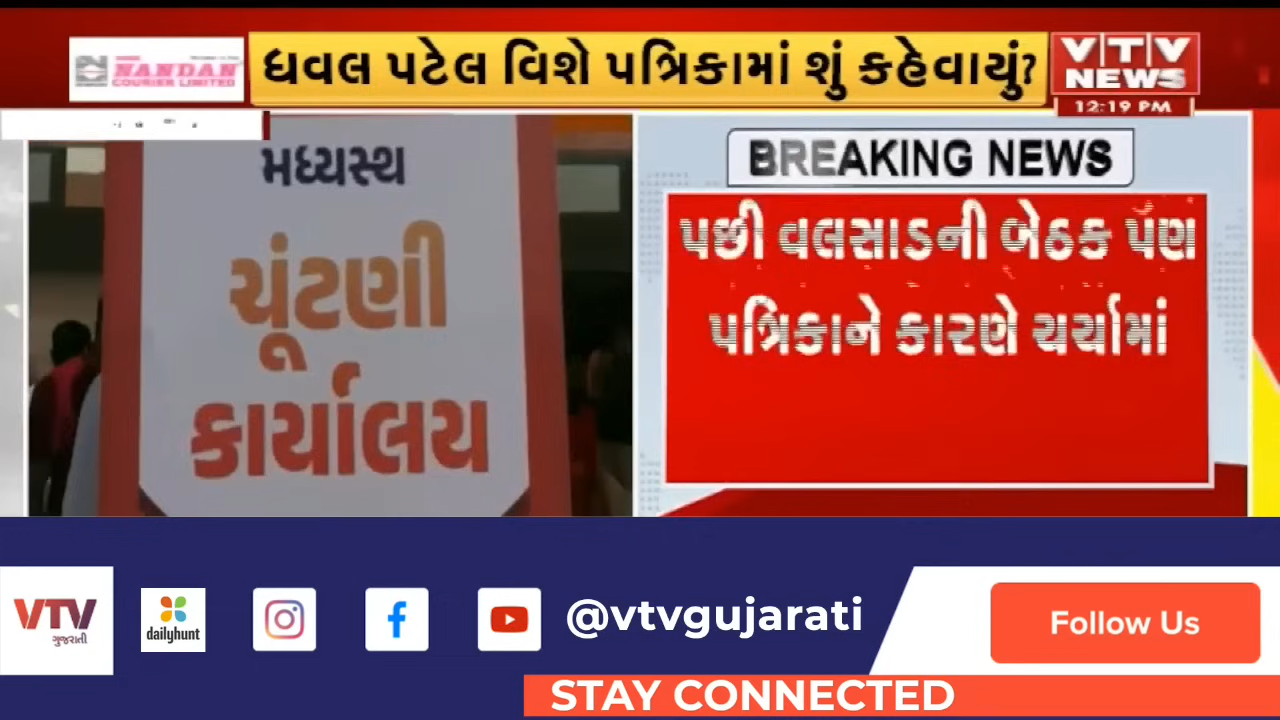 NANDAN
COURIER LIMITED
ધવલ પટેલ વિશે પત્રિકામાં શું કહેવાયું?
VTV
NEWS
12:19 PM
મધ્યસ્થ
ચૂંટણી
કાર્યાલય
BREAKING NEWS
પછી વલસાડની બેઠક પણ
પત્રિકાને કારણે ચર્ચામાં
VTV
ગુજરાતી
dailyhunt
@vtvgujarati
Follow Us
STAY CONNECTED